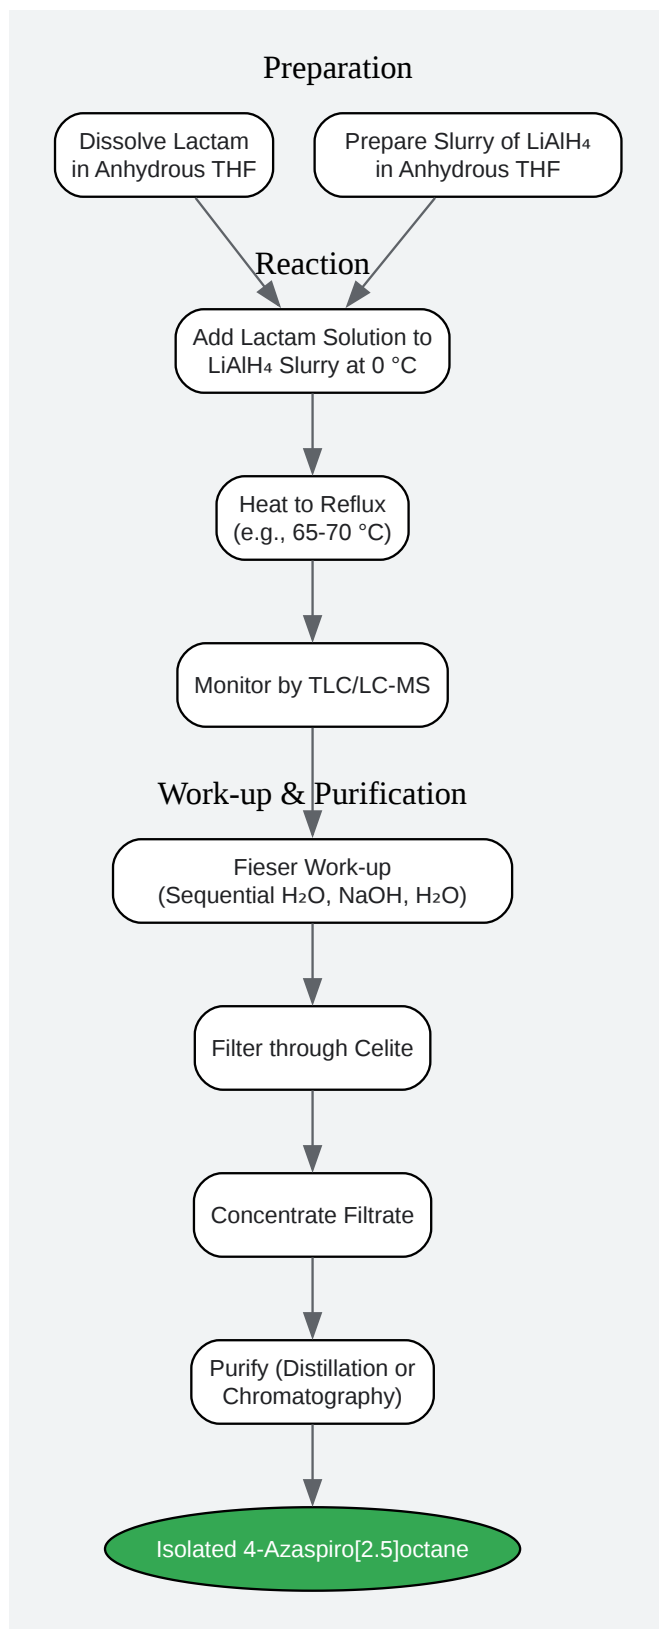 Preparation
Dissolve Lactam
in Anhydrous THF
Prepare Slurry of LiAlH₄
in Anhydrous THF
Reaction
Add Lactam Solution to
LiAlH₄ Slurry at 0 °C
Heat to Reflux
(e.g., 65-70 °C)
Monitor by TLC/LC-MS
Work-up & Purification
Fieser Work-up
(Sequential H₂O, NaOH, H₂O)
Filter through Celite
Concentrate Filtrate
Purify (Distillation or
Chromatography)
Isolated 4-Azaspiro[2.5]octane